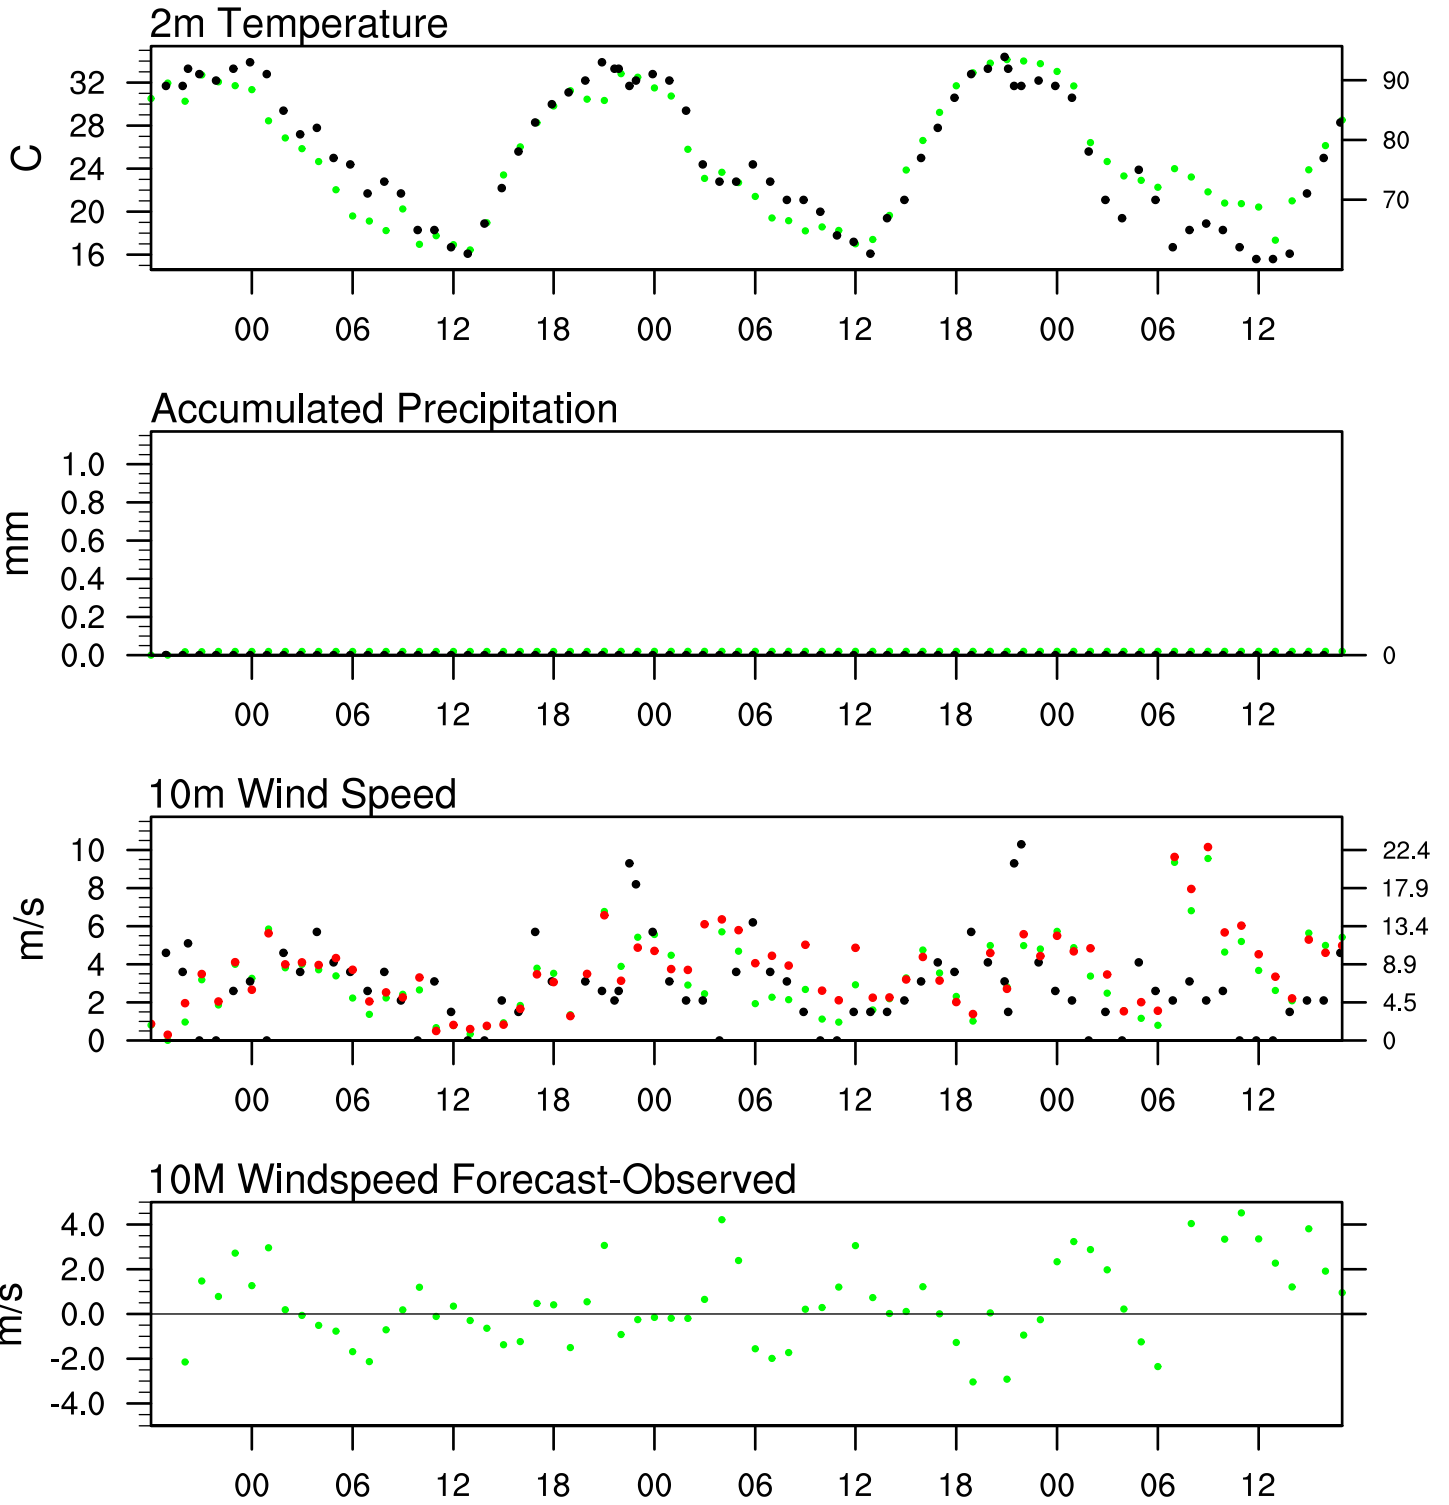 2m Temperature
C
32
28
24
20
16
90
80
70
00 06 12 18 00 06 12 18 00 06 12
Accumulated Precipitation
mm
1.0
0.8
0.6
0.4
0.2
0.0
0
00 06 12 18 00 06 12 18 00 06 12
10m Wind Speed
m/s
10
8
6
4
2
0
22.4
17.9
13.4
8.9
4.5
0
00 06 12 18 00 06 12 18 00 06 12
10M Windspeed Forecast-Observed
m/s
4.0
2.0
0.0
-2.0
-4.0
00 06 12 18 00 06 12 18 00 06 12